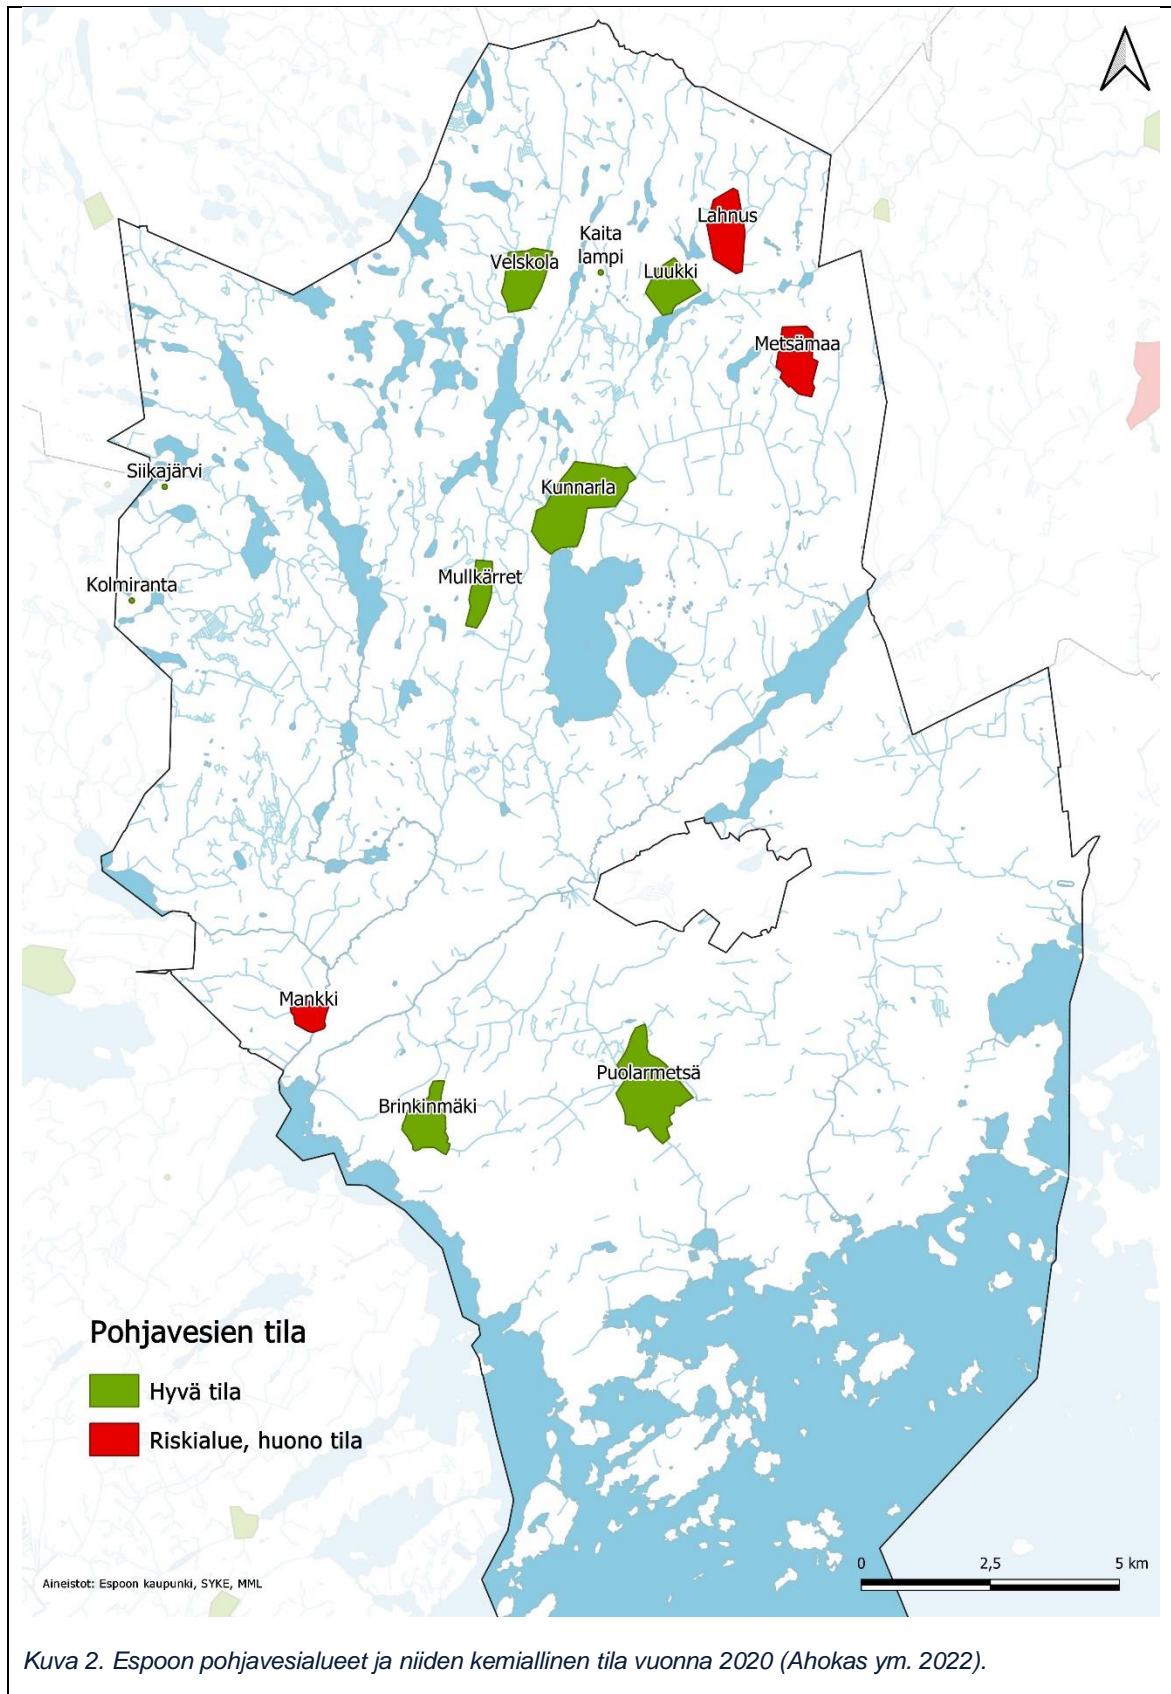 Lahnus
Kaita
lampi
Velskola
Luukki
Metsämaa
Siikajärvi
Kunnarla
Kolmiranta
Mullkärret
Mankki
Puolarmetsä
Brinkinmäki
Pohjavesien tila
Hyvä tila
Riskialue, huono tila
0 2,5 5 km
Aineistot: Espoon kaupunki, SYKE, MML
Kuva 2. Espoon pohjavesialueet ja niiden kemiallinen tila vuonna 2020 (Ahokas ym. 2022).